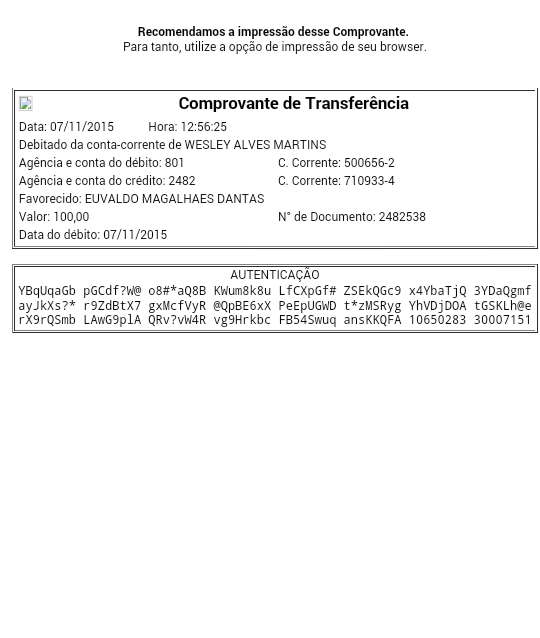 Recomendamos a impressão desse Comprovante.
Para tanto, utilize a opção de impressão de seu browser.
Comprovante de Transferência
Data: 07/11/2015 Hora: 12:56:25
Debitado da conta-corrente de WESLEY ALVES MARTINS
Agência e conta do débito: 801 C. Corrente: 500656-2
Agência e conta do crédito: 2482 C. Corrente: 710933-4
Favorecido: EUVALDO MAGALHAES DANTAS
Valor: 100,00 N° de Documento: 2482538
Data do débito: 07/11/2015
AUTENTICAÇÃO
YBqUqaGb pGCdf?W@ o8#*aQ8B KWum8k8u LfCXpGf# ZSEkQGc9 x4YbaTjQ 3YDaQgmf
ayJkXs?* r9ZdBtX7 gxMcfVyR @QpBE6xX PeEpUGWD t*zMSRyg YhVDjDOA tGSKLh@e
rX9rQSmb LAwG9plA QRv?vW4R vg9Hrkbc FB54Swuq ansKKQFA 10650283 30007151